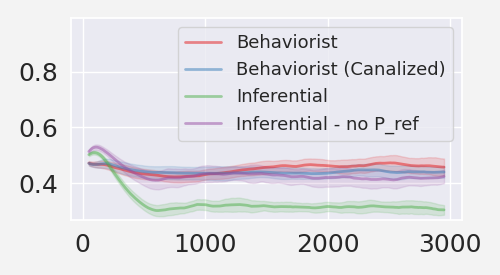 Behaviorist
Behaviorist (Canalized)
Inferential
Inferential - no P_ref
0.8
0.6
0.4
0 1000 2000 3000